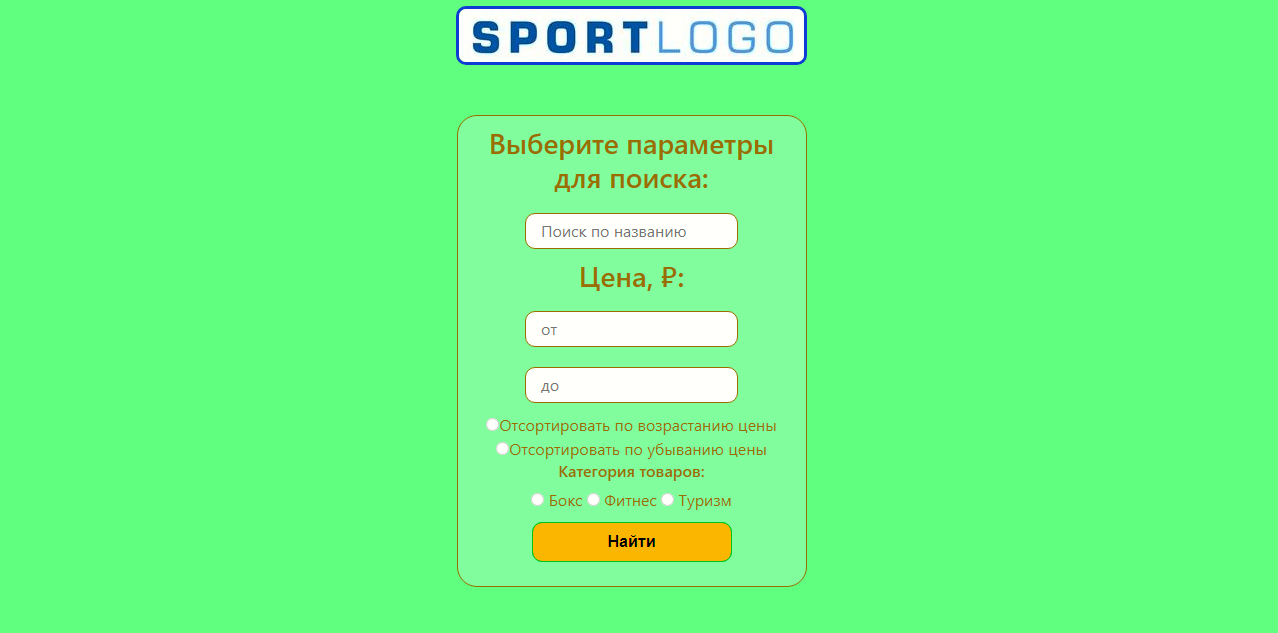 SPORTLOGO
Выберите параметры
для поиска:
Поиск по названию
Цена, ₽:
от
до
Отсортировать по возрастанию цены
Отсортировать по убыванию цены
Категория товаров:
Бокс Фитнес Туризм
Найти